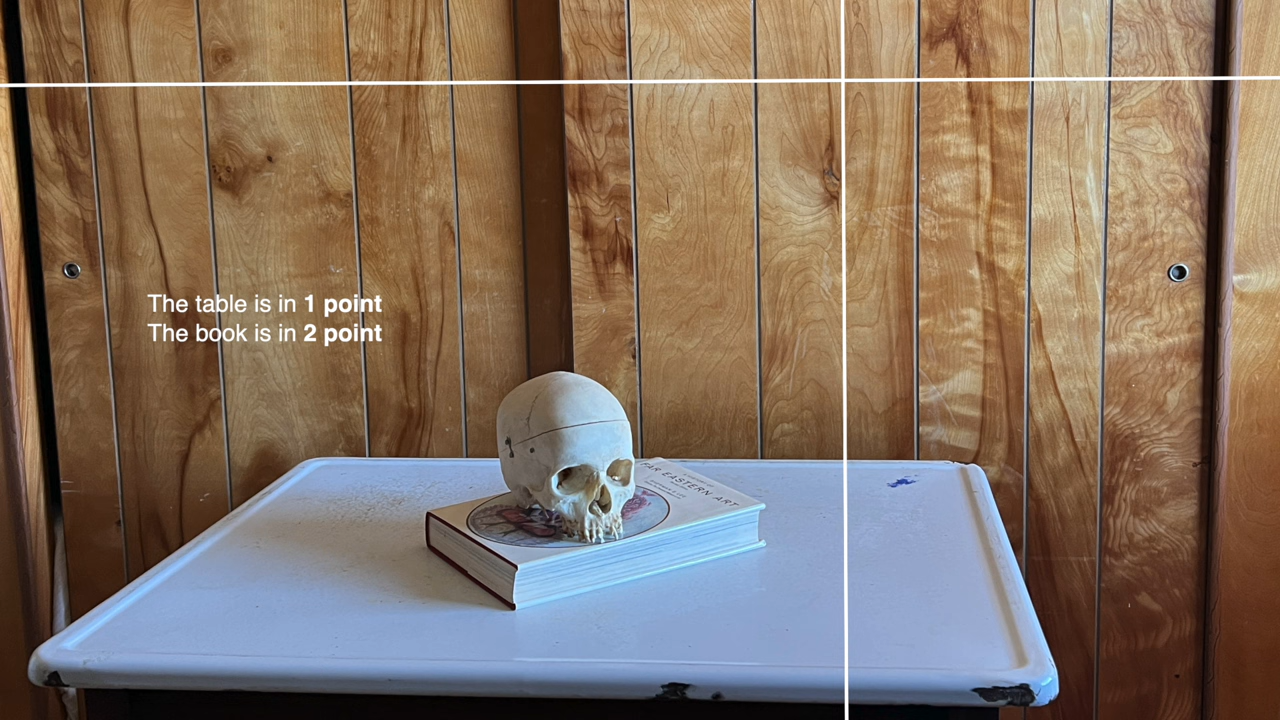 The table is in 1 point
The book is in 2 point
FAR EASTERN ART